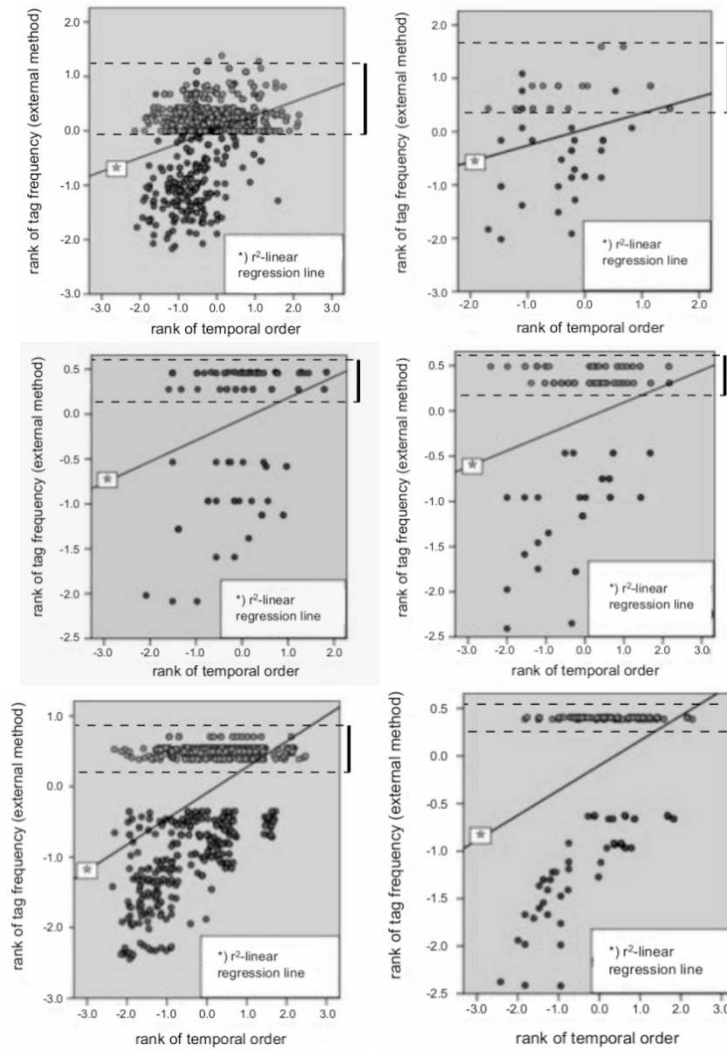 rank of tag frequency (external method)
2.0
1.0
0.0
-1.0
-2.0
-3.0
*) r²-linear
regression line
-3.0 -2.0 -1.0 0.0 1.0 2.0 3.0
rank of temporal order
rank of tag frequency (external method)
2.0
1.0
0.0
-1.0
-2.0
-3.0
*) r²-linear
regression line
-2.0 -1.0 0.0 1.0 2.0
rank of temporal order
rank of tag frequency (external method)
0.5
0.0
-0.5
-1.0
-1.5
-2.0
-2.5
*) r²-linear
regression line
-3.0 -2.0 -1.0 0.0 1.0 2.0
rank of temporal order
rank of tag frequency (external method)
0.5
0.0
-0.5
-1.0
-1.5
-2.0
-2.5
*) r²-linear
regression line
-3.0 -2.0 -1.0 0.0 1.0 2.0 3.0
rank of temporal order
rank of tag frequency (external method)
1.0
0.0
-1.0
-2.0
-3.0
*) r²-linear
regression line
-3.0 -2.0 -1.0 0.0 1.0 2.0 3.0
rank of temporal order
rank of tag frequency (external method)
0.5
0.0
-0.5
-1.0
-1.5
-2.0
-2.5
*) r²-linear
regression line
-3.0 -2.0 -1.0 0.0 1.0 2.0 3.0
rank of temporal order